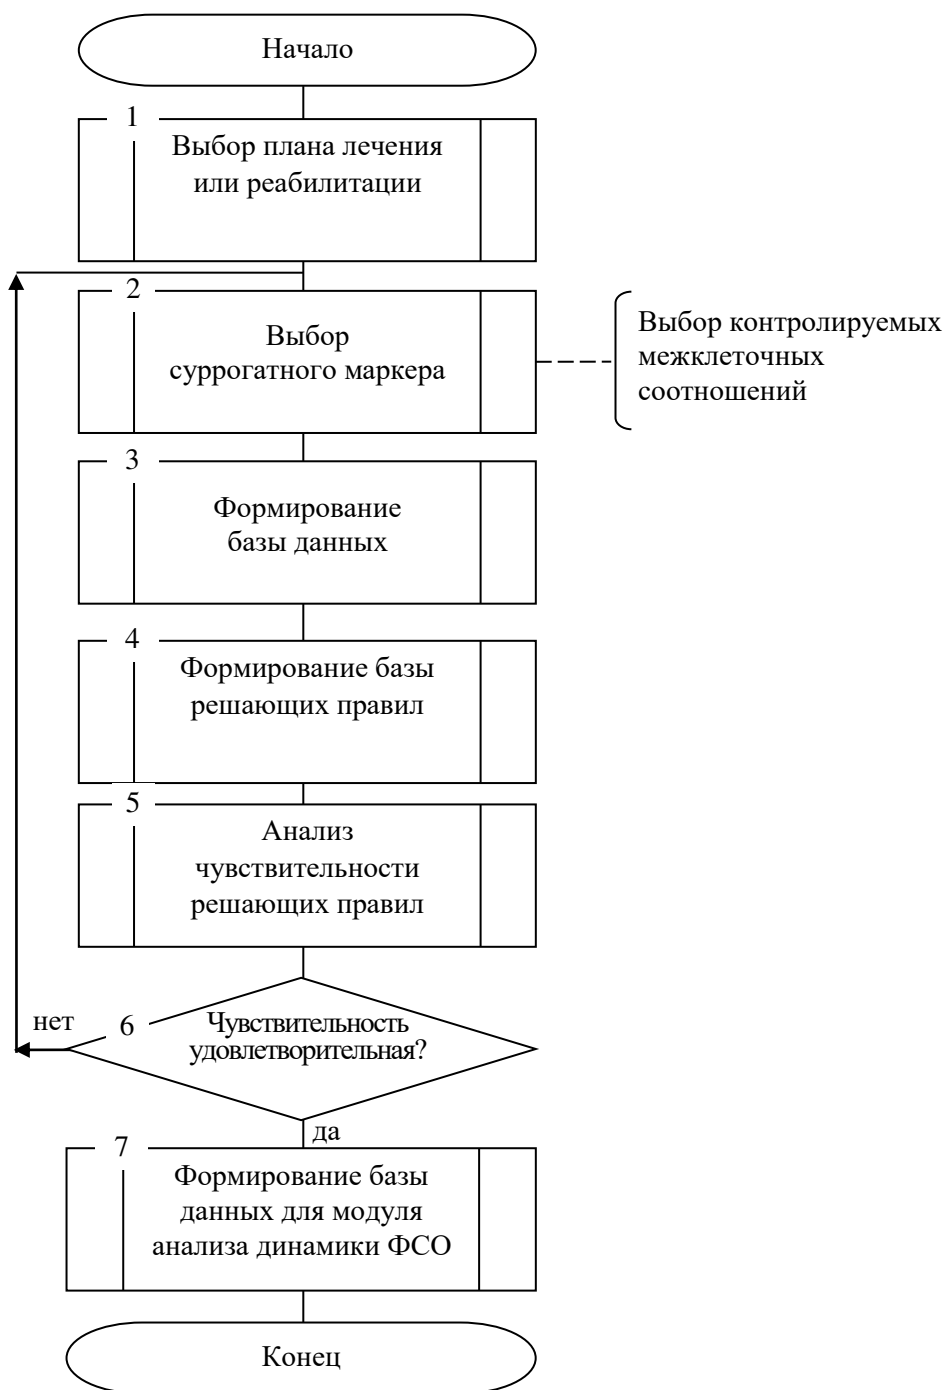 Начало
1
Выбор плана лечения
или реабилитации
2
Выбор
суррогатного маркера
Выбор контролируемых
межклеточных
соотношений
3
Формирование
базы данных
4
Формирование базы
решающих правил
5
Анализ
чувствительности
решающих правил
нет
6
Чувствительность
удовлетворительная?
да
7
Формирование базы
данных для модуля
анализа динамики ФСО
Конец